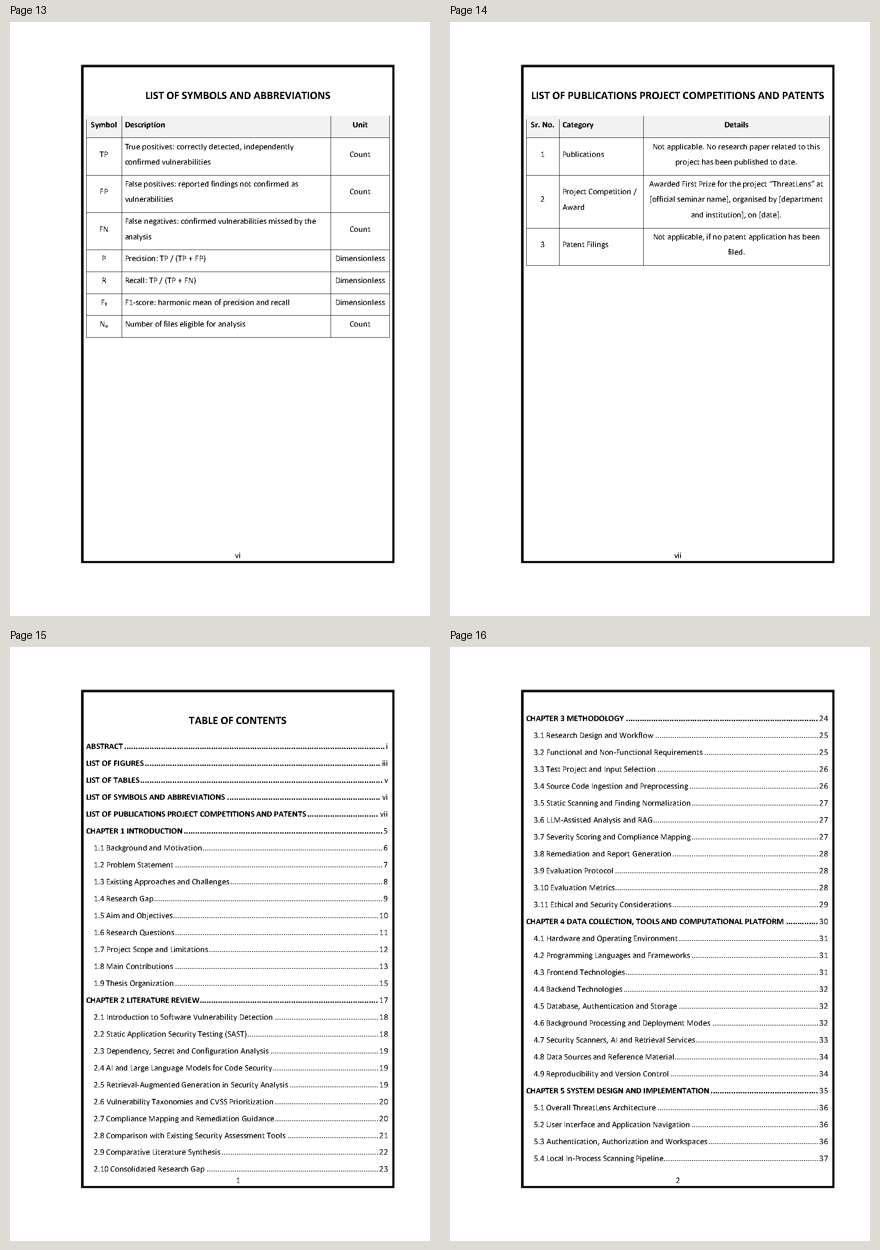 Page 13
LIST OF SYMBOLS AND ABBREVIATIONS
Symbol Description Unit
TP True positives: correctly detected, independently confirmed vulnerabilities Count
FP False positives: reported findings not confirmed as vulnerabilities Count
FN False negatives: confirmed vulnerabilities missed by the analysis Count
P Precision: TP / (TP + FP) Dimensionless
R Recall: TP / (TP + FN) Dimensionless
F₁ F1-score: harmonic mean of precision and recall Dimensionless
Nₑ Number of files eligible for analysis Count
vi
Page 14
LIST OF PUBLICATIONS PROJECT COMPETITIONS AND PATENTS
Sr. No. Category Details
1 Publications Not applicable. No research paper related to this project has been published to date.
2 Project Competition / Award Awarded First Prize for the project “ThreatLens” at [official seminar name], organised by [department and institution], on [date].
3 Patent Filings Not applicable, if no patent application has been filed.
vii
Page 15
TABLE OF CONTENTS
ABSTRACT i
LIST OF FIGURES iii
LIST OF TABLES v
LIST OF SYMBOLS AND ABBREVIATIONS vi
LIST OF PUBLICATIONS PROJECT COMPETITIONS AND PATENTS vii
CHAPTER 1 INTRODUCTION 5
1.1 Background and Motivation 6
1.2 Problem Statement 7
1.3 Existing Approaches and Challenges 8
1.4 Research Gap 9
1.5 Aim and Objectives 10
1.6 Research Questions 11
1.7 Project Scope and Limitations 12
1.8 Main Contributions 13
1.9 Thesis Organization 15
CHAPTER 2 LITERATURE REVIEW 17
2.1 Introduction to Software Vulnerability Detection 18
2.2 Static Application Security Testing (SAST) 18
2.3 Dependency, Secret and Configuration Analysis 19
2.4 AI and Large Language Models for Code Security 19
2.5 Retrieval-Augmented Generation in Security Analysis 19
2.6 Vulnerability Taxonomies and CVSS Prioritization 20
2.7 Compliance Mapping and Remediation Guidance 20
2.8 Comparison with Existing Security Assessment Tools 21
2.9 Comparative Literature Synthesis 22
2.10 Consolidated Research Gap 23
1
Page 16
CHAPTER 3 METHODOLOGY 24
3.1 Research Design and Workflow 25
3.2 Functional and Non-Functional Requirements 25
3.3 Test Project and Input Selection 26
3.4 Source Code Ingestion and Preprocessing 26
3.5 Static Scanning and Finding Normalization 27
3.6 LLM-Assisted Analysis and RAG 27
3.7 Severity Scoring and Compliance Mapping 27
3.8 Remediation and Report Generation 28
3.9 Evaluation Protocol 28
3.10 Evaluation Metrics 28
3.11 Ethical and Security Considerations 29
CHAPTER 4 DATA COLLECTION, TOOLS AND COMPUTATIONAL PLATFORM 30
4.1 Hardware and Operating Environment 31
4.2 Programming Languages and Frameworks 31
4.3 Frontend Technologies 31
4.4 Backend Technologies 32
4.5 Database, Authentication and Storage 32
4.6 Background Processing and Deployment Modes 32
4.7 Security Scanners, AI and Retrieval Services 33
4.8 Data Sources and Reference Material 34
4.9 Reproducibility and Version Control 34
CHAPTER 5 SYSTEM DESIGN AND IMPLEMENTATION 35
5.1 Overall ThreatLens Architecture 36
5.2 User Interface and Application Navigation 36
5.3 Authentication, Authorization and Workspaces 36
5.4 Local In-Process Scanning Pipeline 37
2